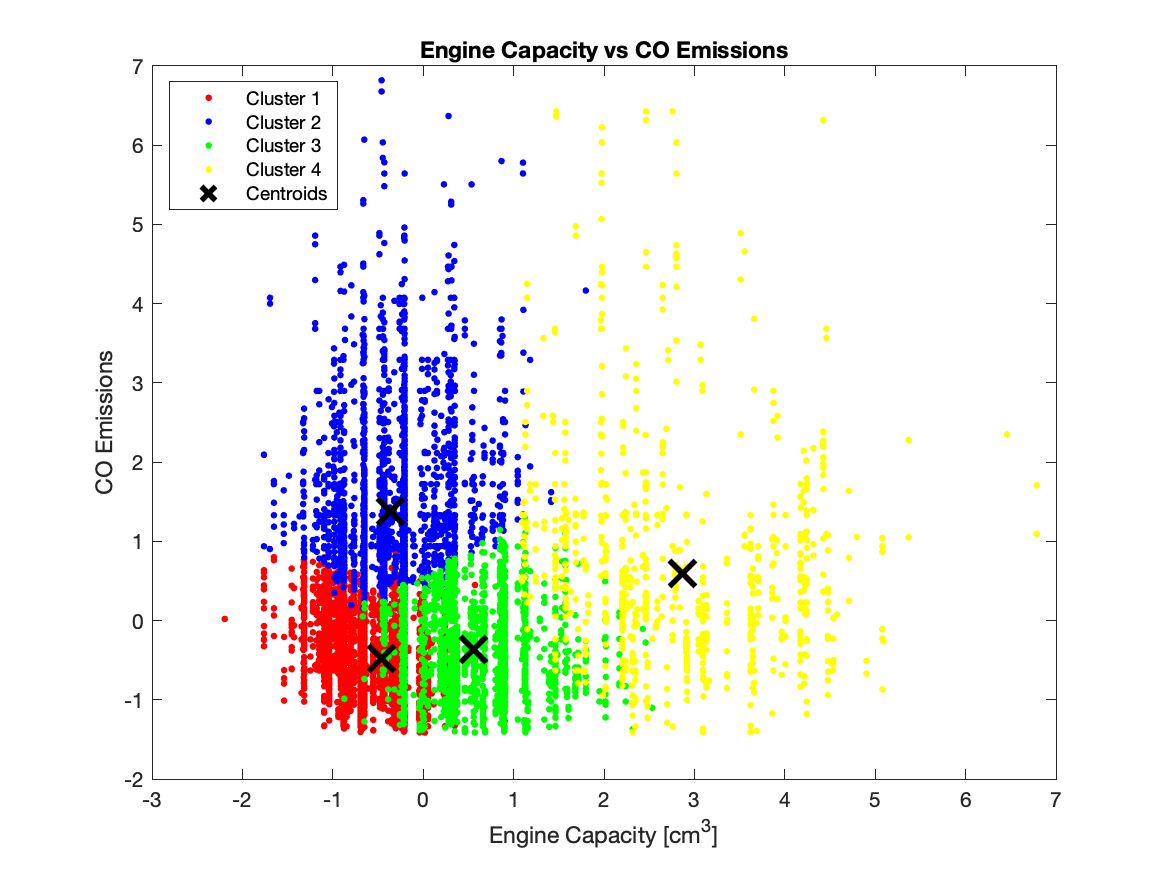 Engine Capacity vs CO Emissions
Cluster 1
Cluster 2
Cluster 3
Cluster 4
Centroids
7
6
5
4
3
2
1
0
-1
-2
CO Emissions
-3 -2 -1 0 1 2 3 4 5 6 7
Engine Capacity [cm³]